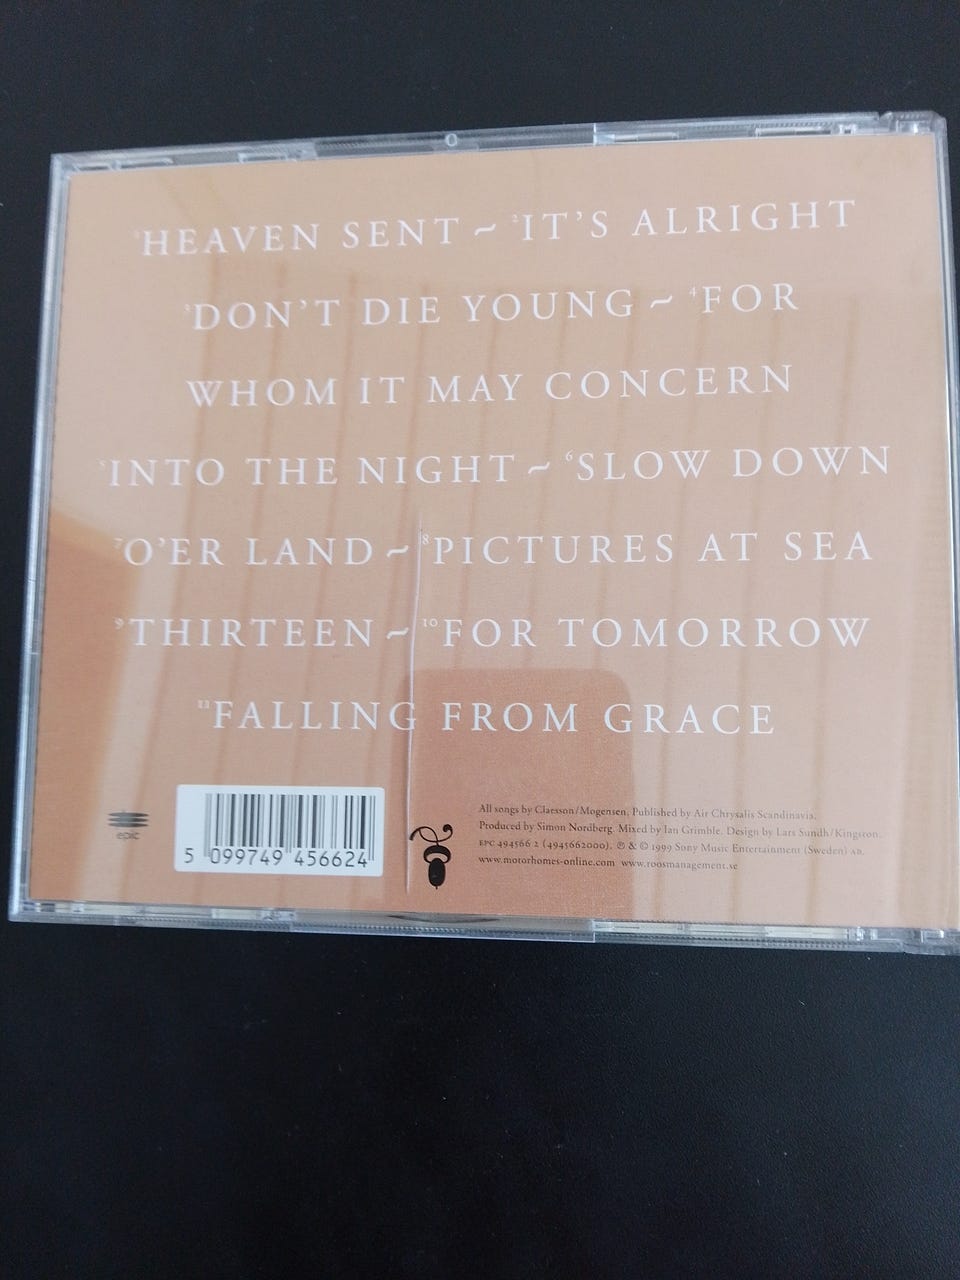 ¹HEAVEN SENT ~ ²IT'S ALRIGHT
³DON'T DIE YOUNG ~ ⁴FOR
WHOM IT MAY CONCERN
⁵INTO THE NIGHT ~ ⁶SLOW DOWN
⁷O'ER LAND ~ ⁸PICTURES AT SEA
⁹THIRTEEN ~ ¹⁰FOR TOMORROW
¹¹FALLING FROM GRACE
epic
5 099749 456624
All songs by Claesson/Mogensen. Published by Air Chrysalis Scandinavia.
Produced by Simon Nordberg. Mixed by Ian Grimble. Design by Lars Sundh/Kingston.
EPC 494566 2 (4945662000). ℗ & © 1999 Sony Music Entertainment (Sweden) AB.
www.motorhomes-online.com www.roosmanagement.se